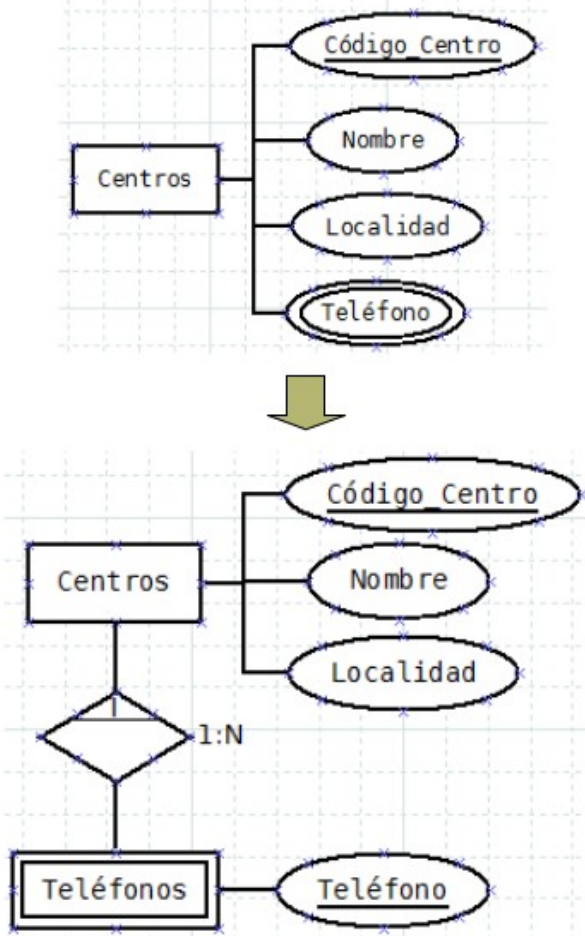 Código_Centro
Nombre
Centros
Localidad
Teléfono
Código_Centro
Centros
Nombre
Localidad
I
1:N
Teléfonos
Teléfono